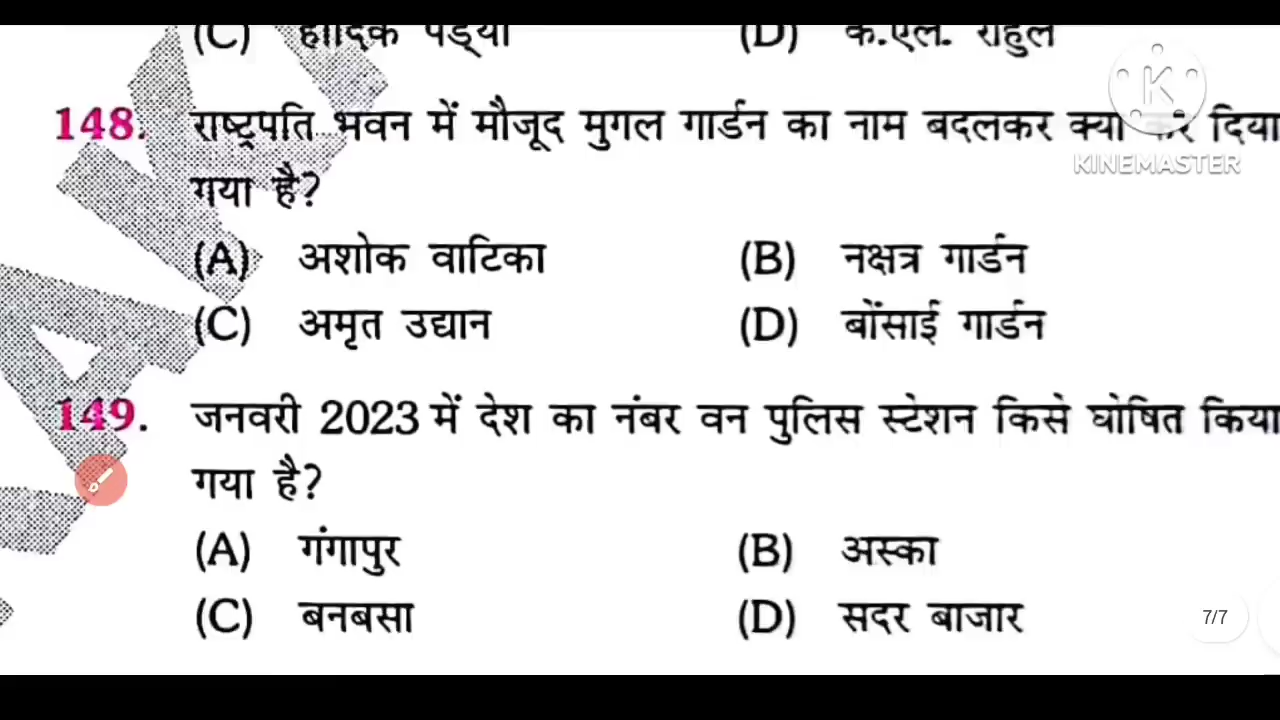 (C) हार्दिक पंड्या (D) के.एल. राहुल
148. राष्ट्रपति भवन में मौजूद मुगल गार्डन का नाम बदलकर क्या कर दिया
KINEMASTER
गया है?
(A) अशोक वाटिका (B) नक्षत्र गार्डन
(C) अमृत उद्यान (D) बोंसाई गार्डन
149. जनवरी 2023 में देश का नंबर वन पुलिस स्टेशन किसे घोषित किया
गया है?
(A) गंगापुर (B) अस्का
(C) बनबसा (D) सदर बाजार
7/7